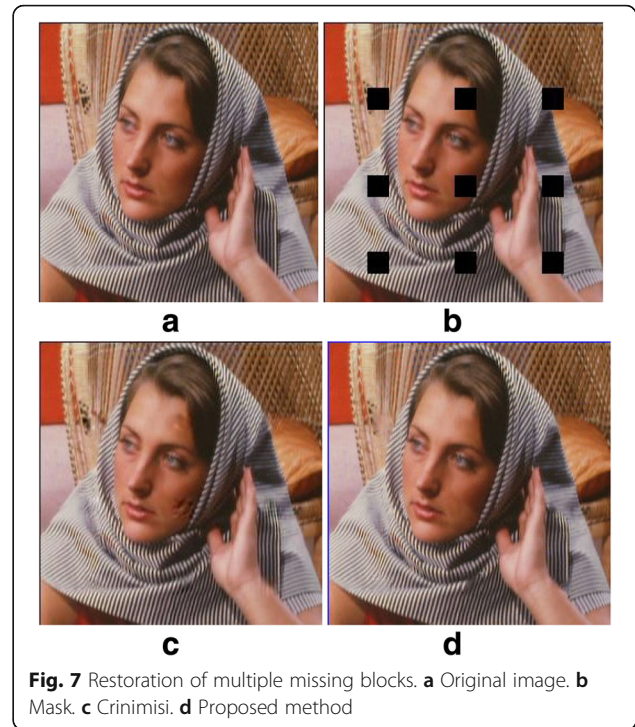 a
b
c
d
Fig. 7 Restoration of multiple missing blocks. a Original image. b
Mask. c Crinimisi. d Proposed method